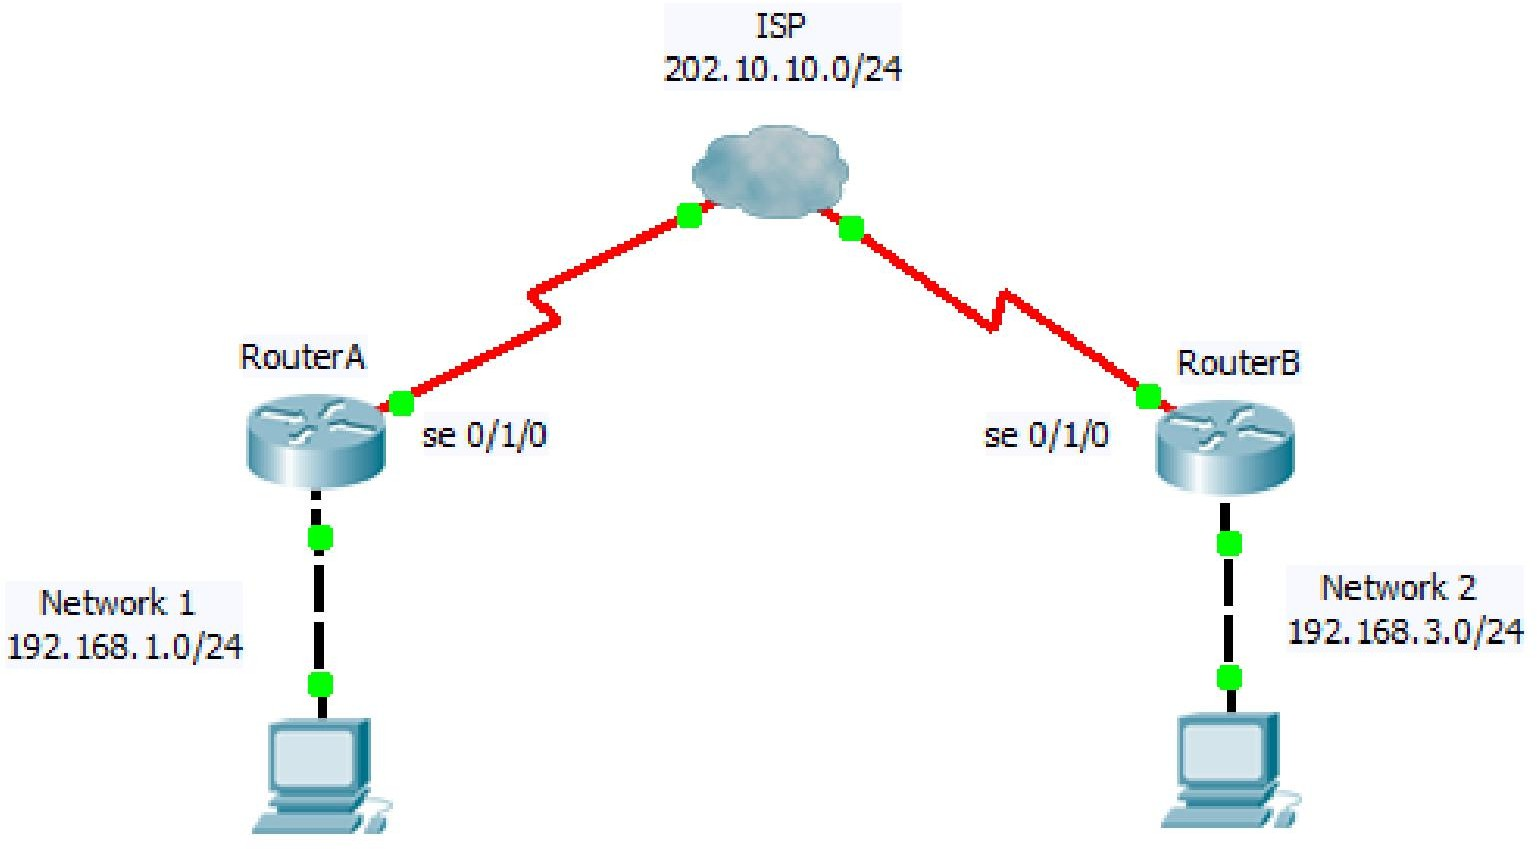 ISP
202.10.10.0/24
RouterA
RouterB
se 0/1/0
se 0/1/0
Network 1
192.168.1.0/24
Network 2
192.168.3.0/24